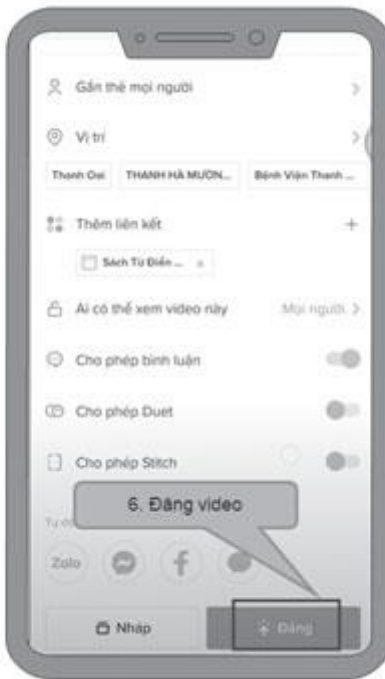 Gắn thẻ mọi người
Vị trí
Thanh Oai THANH HÀ MƯỜN... Bệnh Viện Thanh ...
Thêm liên kết
Sách Từ Điển ... x
Ai có thể xem video này Mọi người
Cho phép bình luận
Cho phép Duet
Cho phép Stitch
6. Đăng video
Zalo
Nháp Đăng